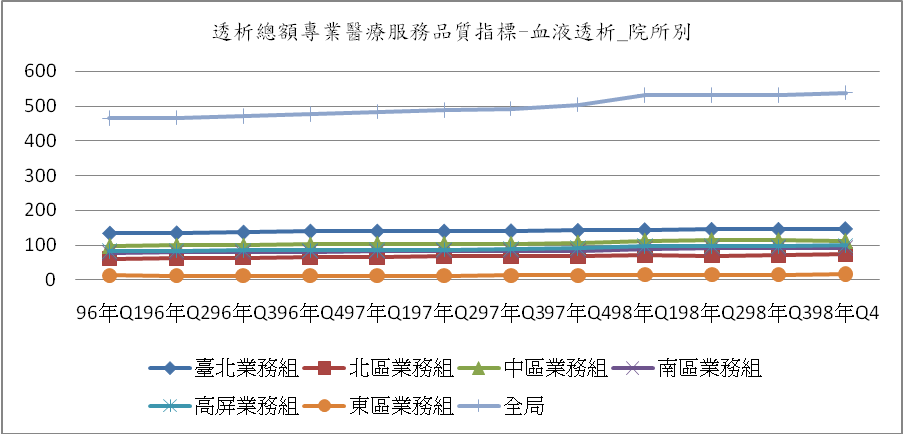 透析總額專業醫療服務品質指標-血液透析_院所別
600
500
400
300
200
100
0
96年Q196年Q296年Q396年Q497年Q197年Q297年Q397年Q498年Q198年Q298年Q398年Q4
臺北業務組 北區業務組 中區業務組 南區業務組
高屏業務組 東區業務組 全局